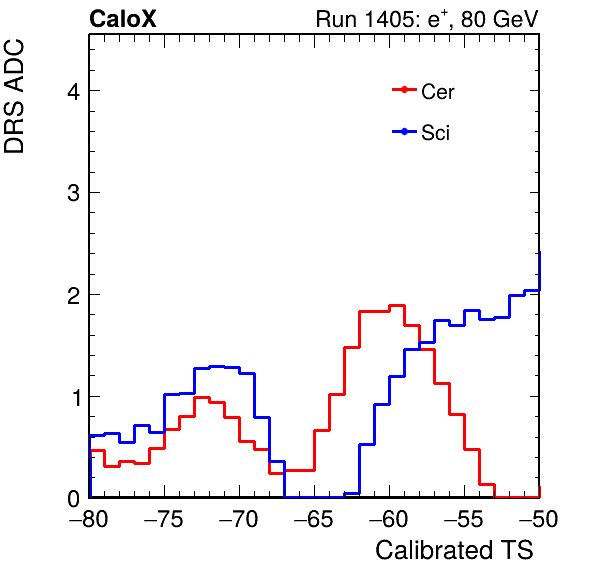 CaloX Run 1405: e⁺, 80 GeV
DRS ADC
Cer
Sci
4
3
2
1
0
−80 −75 −70 −65 −60 −55 −50
Calibrated TS